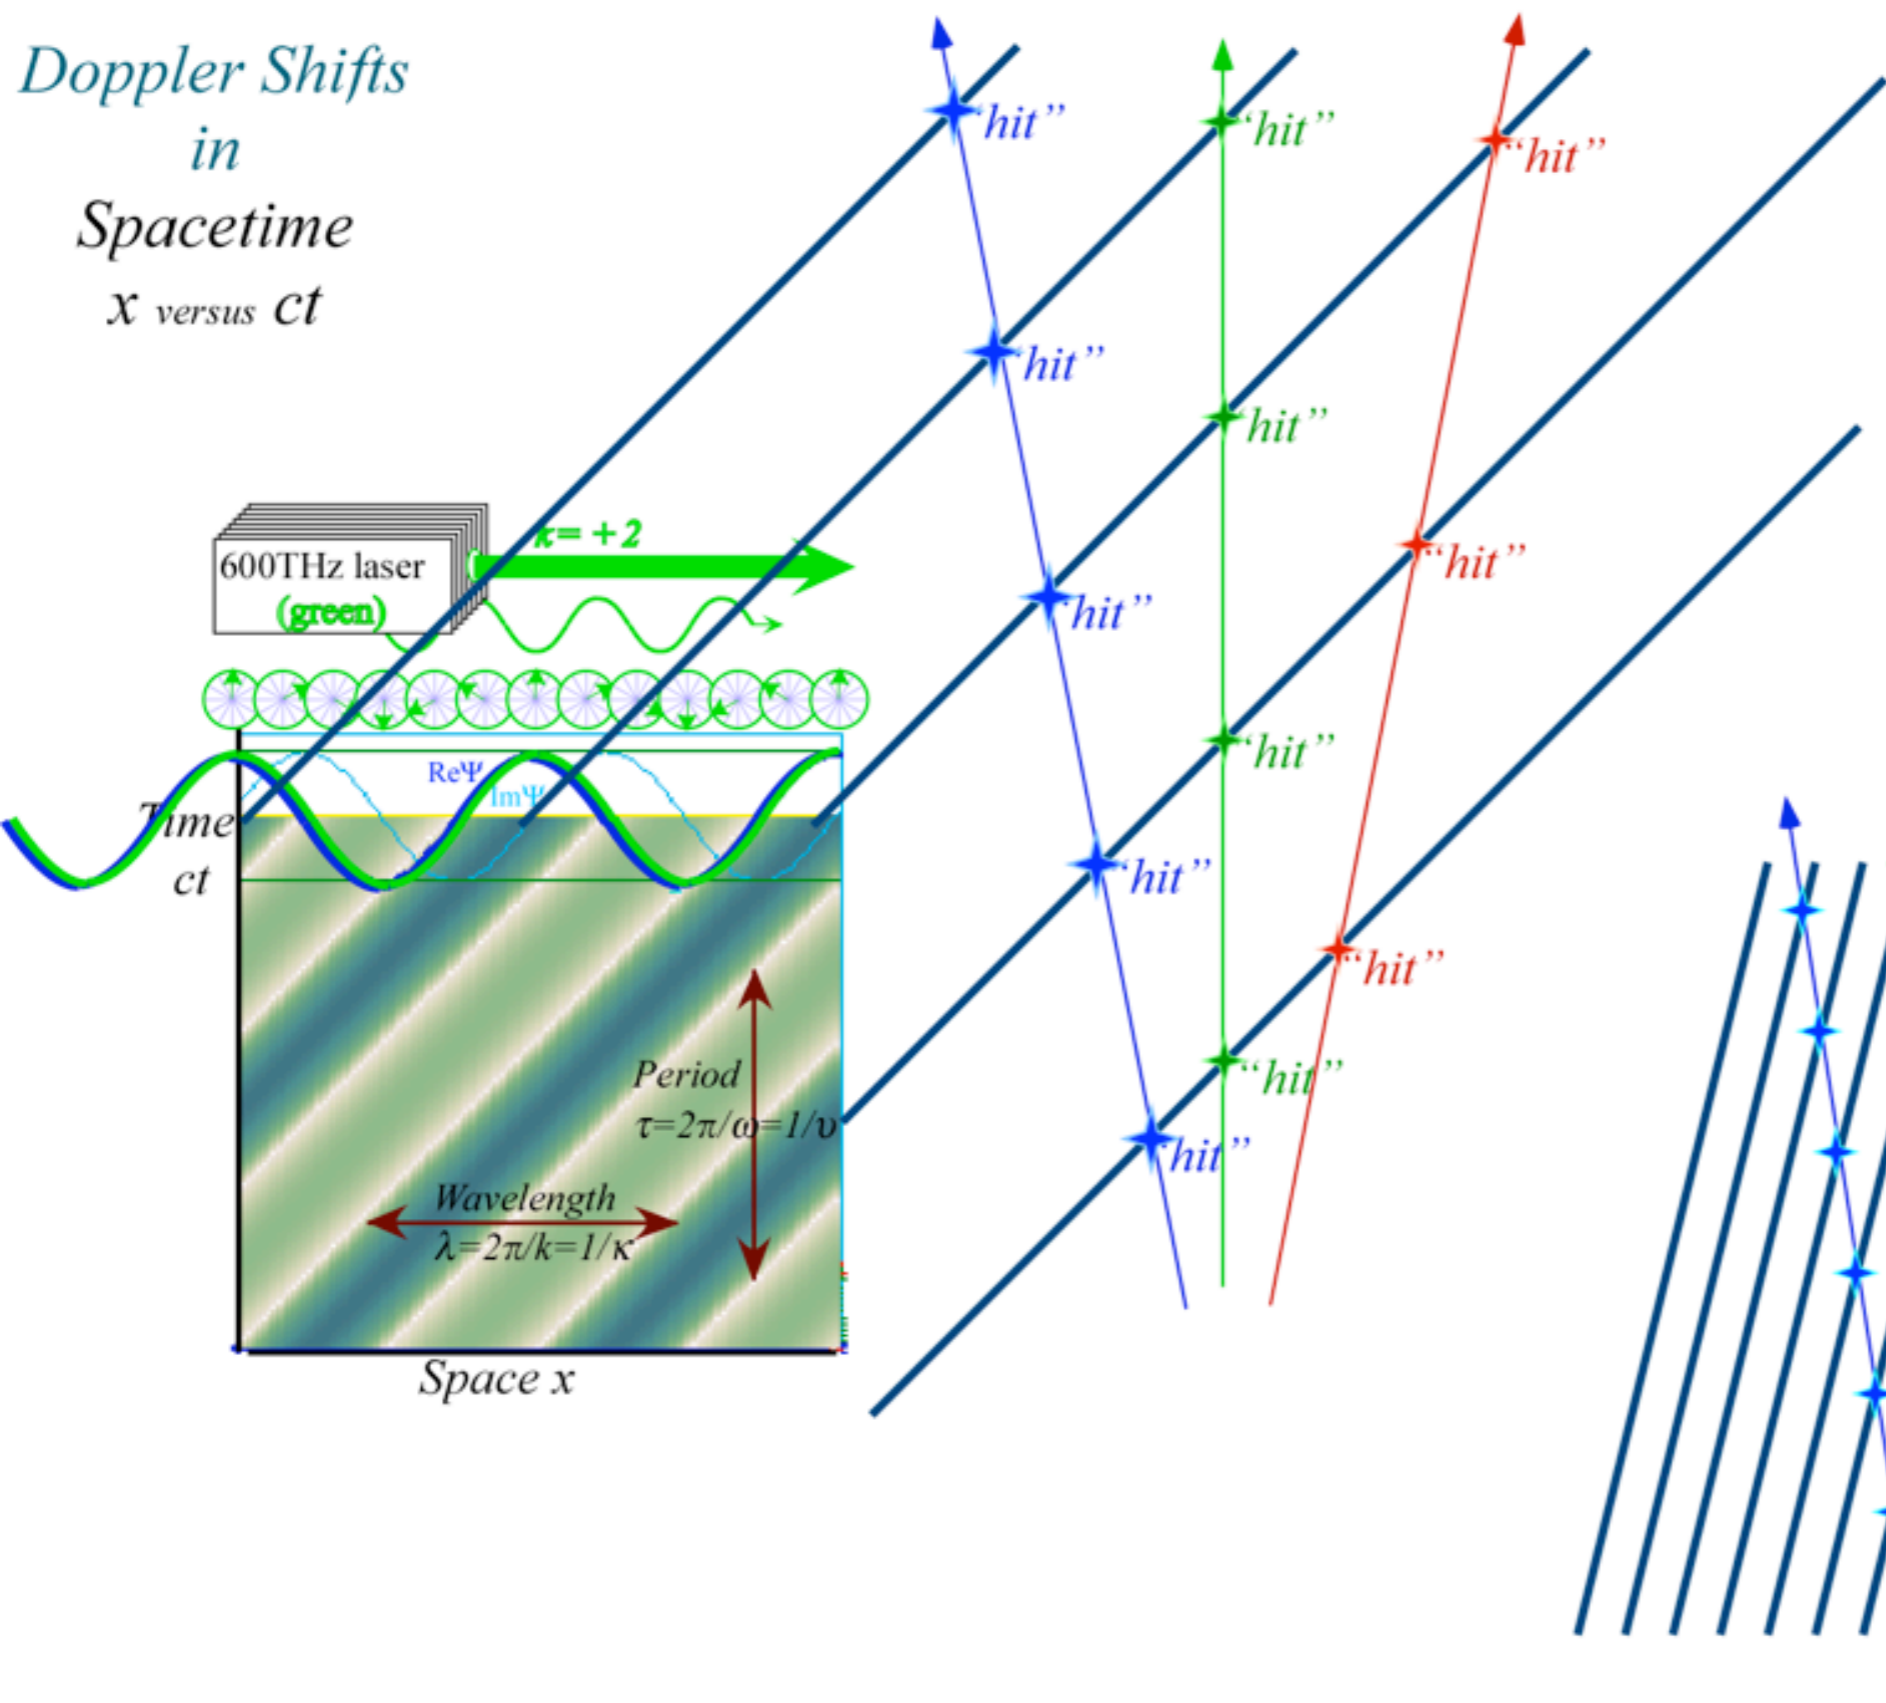 Doppler Shifts
in
Spacetime
x versus ct
"hit"
"hit"
"hit"
"hit"
"hit"
"hit"
"hit"
"hit"
"hit"
"hit"
"hit"
"hit"
k= +2
600THz laser
(green)
ReΨ
ImΨ
Time
ct
Period
τ=2π/ω=1/υ
Wavelength
λ=2π/k=1/κ
Space x